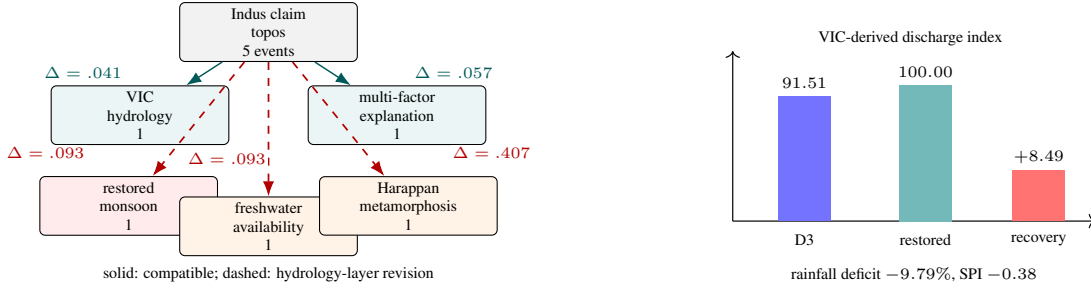 Indus claim
topos
5 events
Δ = .041
Δ = .057
VIC
hydrology
1
multi-factor
explanation
1
Δ = .093
Δ = .093
Δ = .407
restored
monsoon
1
freshwater
availability
1
Harappan
metamorphosis
1
solid: compatible; dashed: hydrology-layer revision
VIC-derived discharge index
91.51
100.00
+8.49
D3
restored
recovery
rainfall deficit −9.79%, SPI −0.38